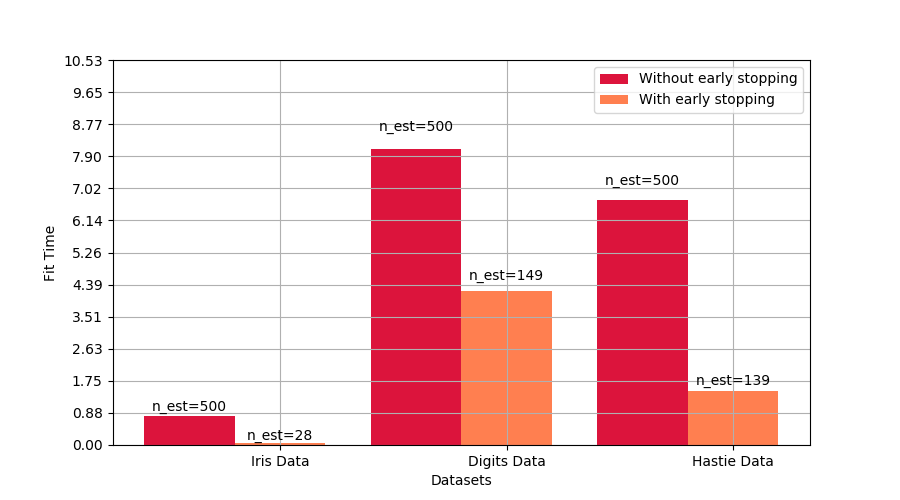 10.53
9.65
8.77
7.90
7.02
6.14
5.26
4.39
3.51
2.63
1.75
0.88
0.00
Fit Time
Without early stopping
With early stopping
n_est=500
n_est=28
n_est=500
n_est=149
n_est=500
n_est=139
Iris Data
Digits Data
Hastie Data
Datasets